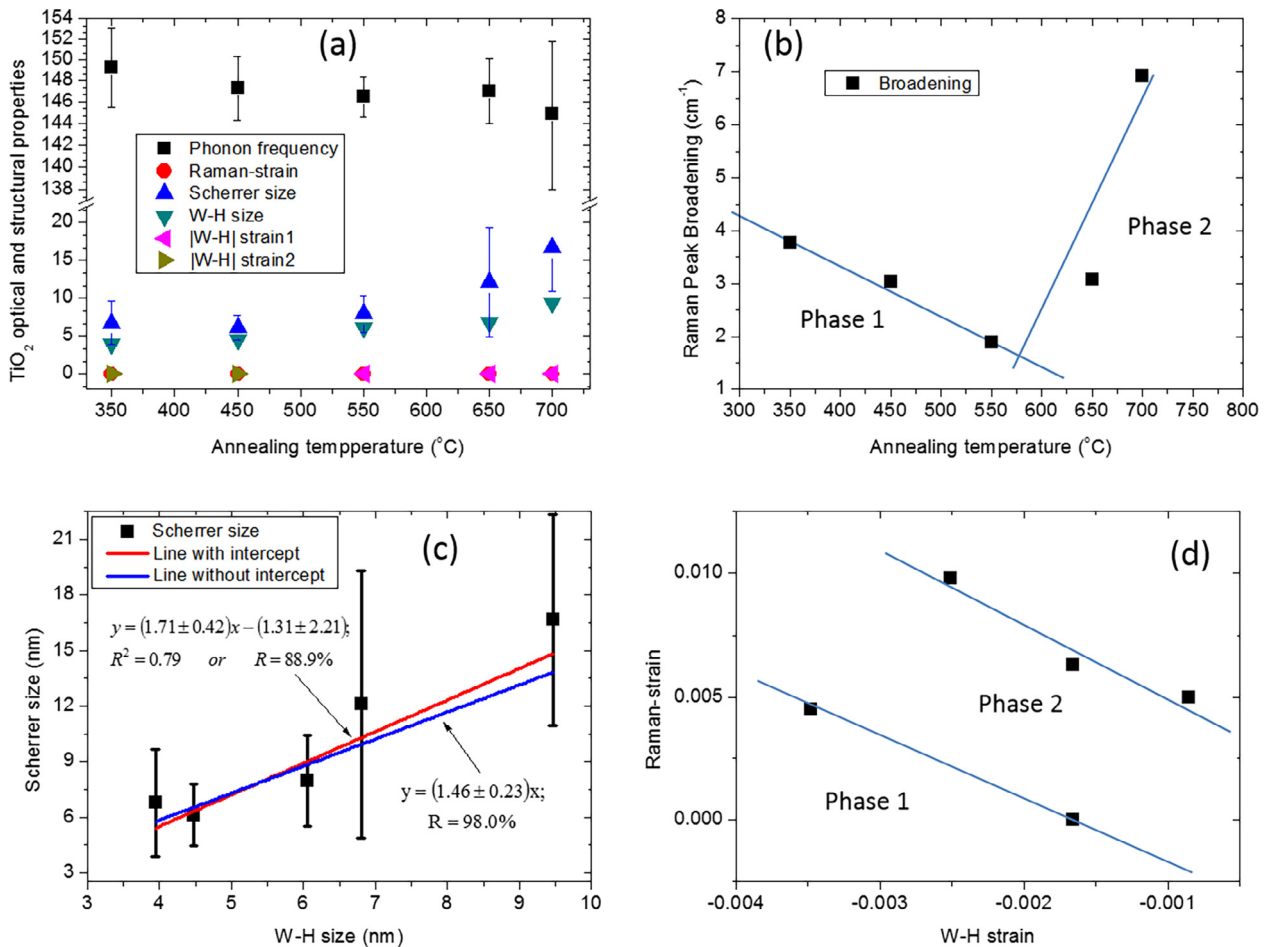 (a)
TiO2 optical and structural properties
154
152
150
148
146
144
142
140
138
20
15
10
5
0
Phonon frequency
Raman-strain
Scherrer size
W-H size
|W-H| strain1
|W-H| strain2
350 400 450 500 550 600 650 700
Annealing tempperature (°C)
(b)
Raman Peak Broadening (cm-1)
8
7
6
5
4
3
2
1
Broadening
Phase 1
Phase 2
300 350 400 450 500 550 600 650 700 750 800
Annealing temperature (°C)
(c)
Scherrer size (nm)
21
18
15
12
9
6
3
Scherrer size
Line with intercept
Line without intercept
y = (1.71 ± 0.42)x − (1.31 ± 2.21);
R² = 0.79 or R = 88.9%
y = (1.46 ± 0.23)x;
R = 98.0%
3 4 5 6 7 8 9 10
W-H size (nm)
(d)
Raman-strain
0.010
0.005
0.000
Phase 2
Phase 1
-0.004 -0.003 -0.002 -0.001
W-H strain